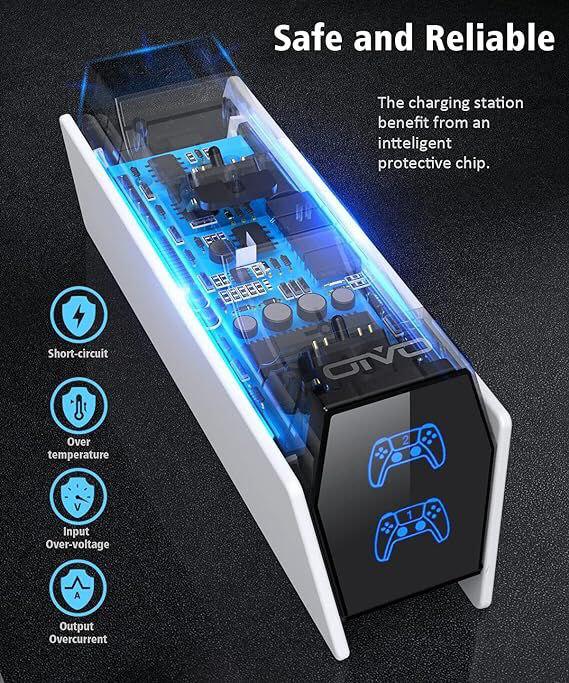 Safe and Reliable
The charging station
benefit from an
intteligent
protective chip.
OIVO
Short-circuit
Over
temperature
V
Input
Over-voltage
A
Output
Overcurrent
2
1